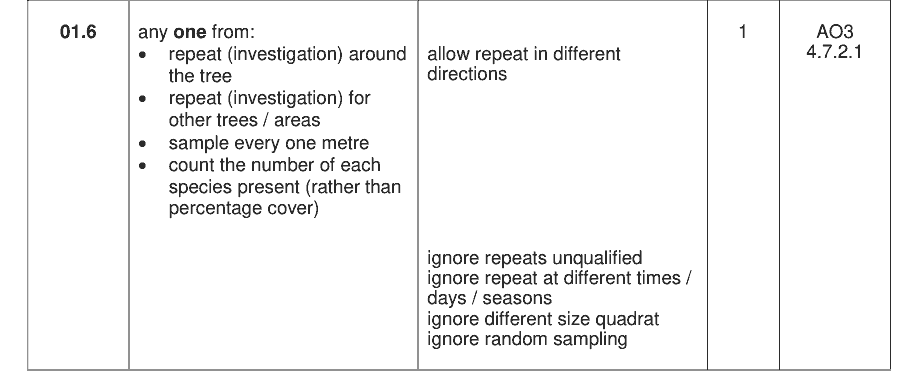 01.6
any one from:
• repeat (investigation) around
the tree
• repeat (investigation) for
other trees / areas
• sample every one metre
• count the number of each
species present (rather than
percentage cover)
allow repeat in different
directions
ignore repeats unqualified
ignore repeat at different times /
days / seasons
ignore different size quadrat
ignore random sampling
1
AO3
4.7.2.1